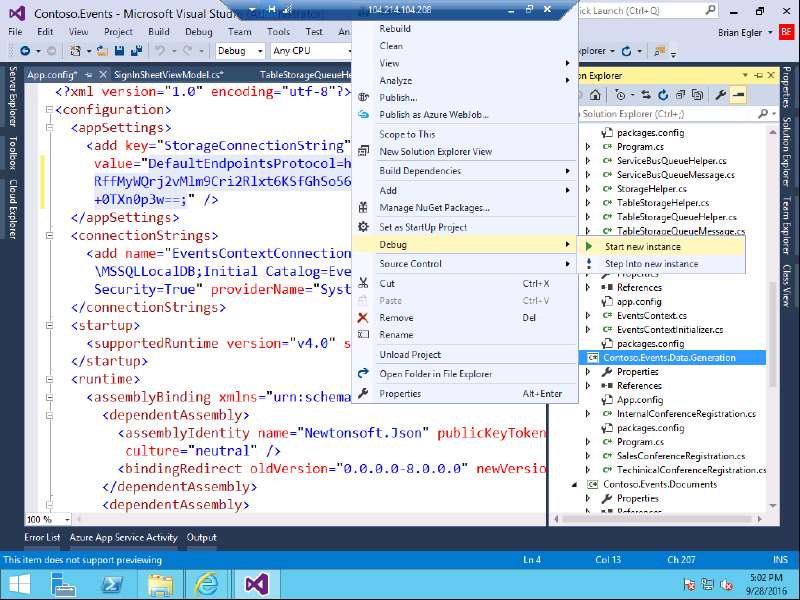 Contoso.Events - Microsoft Visual Stud
104.214.104.208
ck Launch (Ctrl+Q)
File Edit View Project Build Debug Team Tools Test An
Brian Egler BE
Debug Any CPU
xplorer
Server Explorer
Toolbox
Cloud Explorer
App.config* SignInSheetViewModel.cs* TableStorageQueueHe
<?xml version="1.0" encoding="utf-8"?>
<configuration>
<appSettings>
<add key="StorageConnectionString"
value="DefaultEndpointsProtocol=h
RffMyWQrj2vMlm9Cri2Rlxt6KSfGhSo56
+0TXn0p3w==;" />
</appSettings>
<connectionStrings>
<add name="EventsContextConnection
\MSSQLLocalDB;Initial Catalog=Eve
Security=True" providerName="Syst
</connectionStrings>
<startup>
<supportedRuntime version="v4.0" s
</startup>
<runtime>
<assemblyBinding xmlns="urn:schema
<dependentAssembly>
<assemblyIdentity name="Newtonsoft.Json" publicKeyToken
culture="neutral" />
<bindingRedirect oldVersion="0.0.0.0-8.0.0.0" newVersio
</dependentAssembly>
<dependentAssembly>
100 %
Rebuild
Clean
View
Analyze
Publish...
Publish as Azure WebJob...
Scope to This
New Solution Explorer View
Build Dependencies
Add
Manage NuGet Packages...
Set as StartUp Project
Debug
Source Control
Cut Ctrl+X
Paste Ctrl+V
Remove Del
Rename
Unload Project
Open Folder in File Explorer
Properties Alt+Enter
Start new instance
Step Into new instance
on Explorer
Solution Explorer (Ctrl+;)
packages.config
Program.cs
ServiceBusQueueHelper.cs
ServiceBusQueueMessage.cs
StorageHelper.cs
TableStorageHelper.cs
TableStorageQueueHelper.cs
TableStorageQueueMessage.cs
Properties
References
app.config
EventsContext.cs
EventsContextInitializer.cs
packages.config
Contoso.Events.Data.Generation
Properties
References
App.config
InternalConferenceRegistration.cs
packages.config
Program.cs
SalesConferenceRegistration.cs
TechinicalConferenceRegistration.cs
Contoso.Events.Documents
Properties
References
Properties
Solution Explorer
Team Explorer
Class View
Error List Azure App Service Activity Output
This item does not support previewing Ln 4 Col 13 Ch 207 INS
5:02 PM
9/28/2016